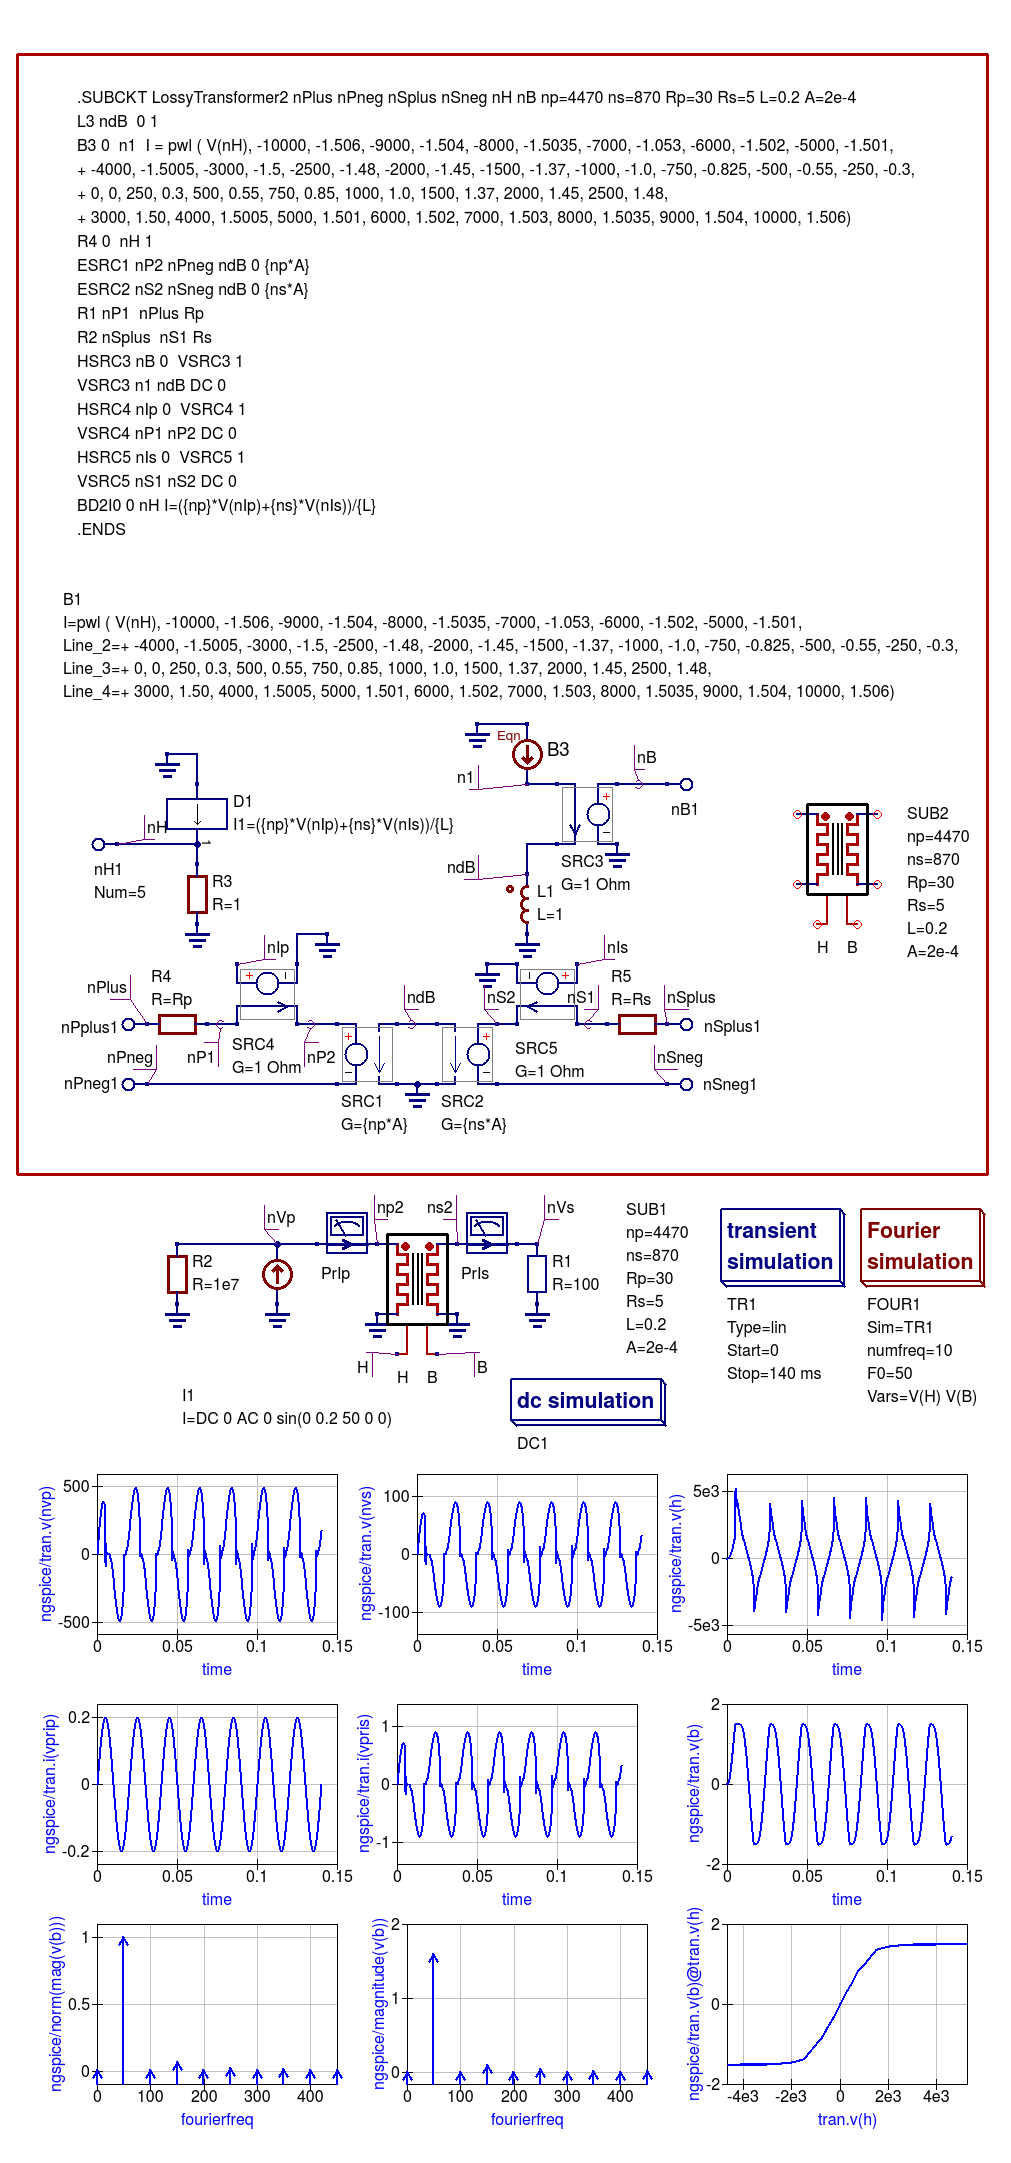 .SUBCKT LossyTransformer2 nPlus nPneg nSplus nSneg nH nB np=4470 ns=870 Rp=30 Rs=5 L=0.2 A=2e-4
L3 ndB 0 1
B3 0 n1 I = pwl ( V(nH), -10000, -1.506, -9000, -1.504, -8000, -1.5035, -7000, -1.053, -6000, -1.502, -5000, -1.501,
+ -4000, -1.5005, -3000, -1.5, -2500, -1.48, -2000, -1.45, -1500, -1.37, -1000, -1.0, -750, -0.825, -500, -0.55, -250, -0.3,
+ 0, 0, 250, 0.3, 500, 0.55, 750, 0.85, 1000, 1.0, 1500, 1.37, 2000, 1.45, 2500, 1.48,
+ 3000, 1.50, 4000, 1.5005, 5000, 1.501, 6000, 1.502, 7000, 1.503, 8000, 1.5035, 9000, 1.504, 10000, 1.506)
R4 0 nH 1
ESRC1 nP2 nPneg ndB 0 {np*A}
ESRC2 nS2 nSneg ndB 0 {ns*A}
R1 nP1 nPlus Rp
R2 nSplus nS1 Rs
HSRC3 nB 0 VSRC3 1
VSRC3 n1 ndB DC 0
HSRC4 nIp 0 VSRC4 1
VSRC4 nP1 nP2 DC 0
HSRC5 nIs 0 VSRC5 1
VSRC5 nS1 nS2 DC 0
BD2I0 0 nH I=({np}*V(nIp)+{ns}*V(nIs))/{L}
.ENDS
B1
I=pwl ( V(nH), -10000, -1.506, -9000, -1.504, -8000, -1.5035, -7000, -1.053, -6000, -1.502, -5000, -1.501,
Line_2=+ -4000, -1.5005, -3000, -1.5, -2500, -1.48, -2000, -1.45, -1500, -1.37, -1000, -1.0, -750, -0.825, -500, -0.55, -250, -0.3,
Line_3=+ 0, 0, 250, 0.3, 500, 0.55, 750, 0.85, 1000, 1.0, 1500, 1.37, 2000, 1.45, 2500, 1.48,
Line_4=+ 3000, 1.50, 4000, 1.5005, 5000, 1.501, 6000, 1.502, 7000, 1.503, 8000, 1.5035, 9000, 1.504, 10000, 1.506)
Eqn
B3
n1
nB
nB1
D1
I1=({np}*V(nIp)+{ns}*V(nIs))/{L}
nH
1
nH1
Num=5
R3
R=1
SRC3
G=1 Ohm
ndB
L1
L=1
SUB2
np=4470
ns=870
Rp=30
Rs=5
L=0.2
A=2e-4
H B
nIp
nIs
nPlus
R4
R=Rp
nPplus1
nP1
SRC4
G=1 Ohm
nP2
ndB
nS2
nS1
R5
R=Rs
nSplus
nSplus1
SRC5
G=1 Ohm
nPneg
nPneg1
nSneg
nSneg1
SRC1
G={np*A}
SRC2
G={ns*A}
nVp
np2
ns2
nVs
R2
R=1e7
PrIp
PrIs
R1
R=100
H
H
B
B
I1
I=DC 0 AC 0 sin(0 0.2 50 0 0)
SUB1
np=4470
ns=870
Rp=30
Rs=5
L=0.2
A=2e-4
transient
simulation
TR1
Type=lin
Start=0
Stop=140 ms
Fourier
simulation
FOUR1
Sim=TR1
numfreq=10
F0=50
Vars=V(H) V(B)
dc simulation
DC1
ngspice/tran.v(nvp)
500
0
-500
0 0.05 0.1 0.15
time
ngspice/tran.v(nvs)
100
0
-100
0 0.05 0.1 0.15
time
ngspice/tran.v(h)
5e3
0
-5e3
0 0.05 0.1 0.15
time
ngspice/tran.i(vprip)
0.2
0
-0.2
0 0.05 0.1 0.15
time
ngspice/tran.i(vpris)
1
0
-1
0 0.05 0.1 0.15
time
ngspice/tran.v(b)
2
0
-2
0 0.05 0.1 0.15
time
ngspice/norm(mag(v(b)))
1
0.5
0
0 100 200 300 400
fourierfreq
ngspice/magnitude(v(b))
2
1
0
0 100 200 300 400
fourierfreq
ngspice/tran.v(b)@tran.v(h)
2
0
-2
-4e3 -2e3 0 2e3 4e3
tran.v(h)